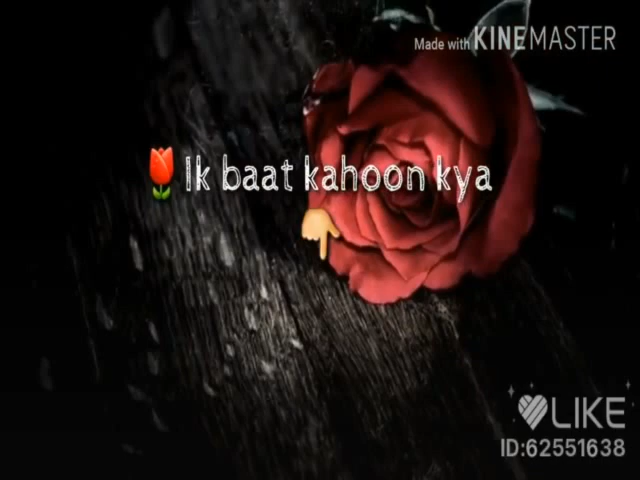 Made with KINEMASTER
🌷Ik baat kahoon kya
👇
LIKE
ID:62551638